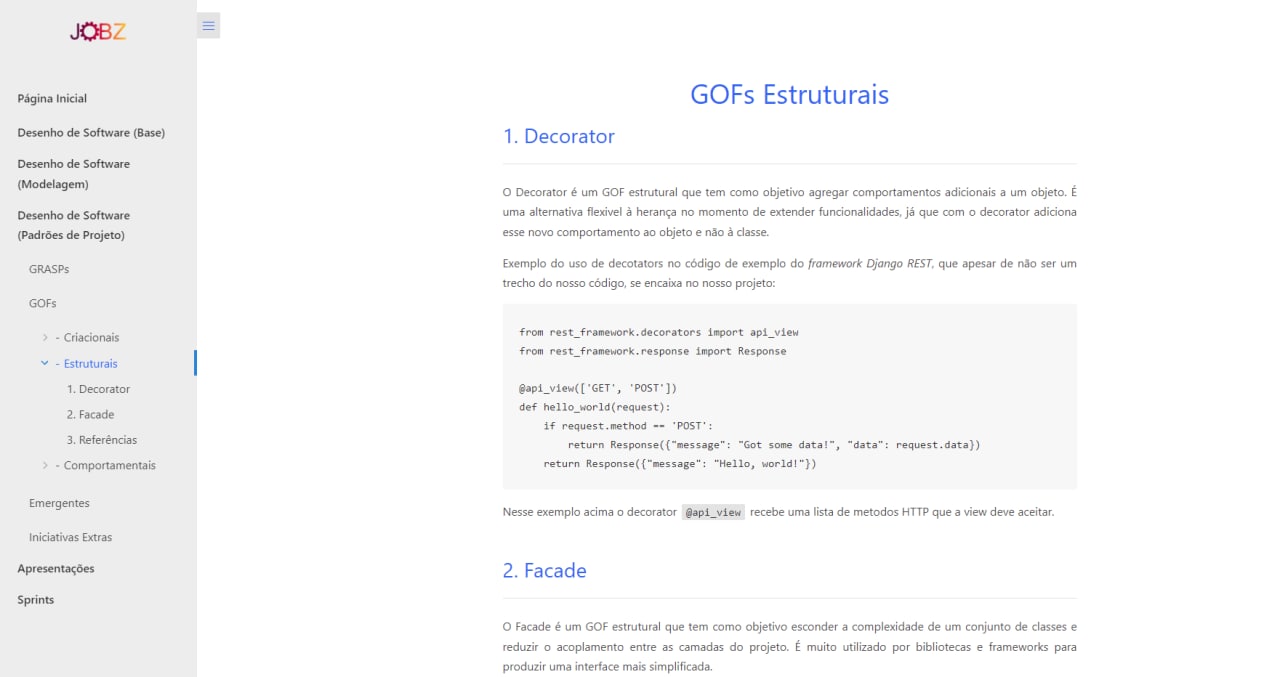 JOBZ
Página Inicial
Desenho de Software (Base)
Desenho de Software
(Modelagem)
Desenho de Software
(Padrões de Projeto)
GRASPs
GOFs
- Criacionais
- Estruturais
1. Decorator
2. Facade
3. Referências
- Comportamentais
Emergentes
Iniciativas Extras
Apresentações
Sprints
GOFs Estruturais
1. Decorator
O Decorator é um GOF estrutural que tem como objetivo agregar comportamentos adicionais a um objeto. É
uma alternativa flexivel à herança no momento de extender funcionalidades, já que com o decorator adiciona
esse novo comportamento ao objeto e não à classe.
Exemplo do uso de decotators no código de exemplo do framework Django REST, que apesar de não ser um
trecho do nosso código, se encaixa no nosso projeto:
from rest_framework.decorators import api_view
from rest_framework.response import Response
@api_view(['GET', 'POST'])
def hello_world(request):
    if request.method == 'POST':
        return Response({"message": "Got some data!", "data": request.data})
    return Response({"message": "Hello, world!"})
Nesse exemplo acima o decorator @api_view recebe uma lista de metodos HTTP que a view deve aceitar.
2. Facade
O Facade é um GOF estrutural que tem como objetivo esconder a complexidade de um conjunto de classes e
reduzir o acoplamento entre as camadas do projeto. É muito utilizado por bibliotecas e frameworks para
produzir uma interface mais simplificada.